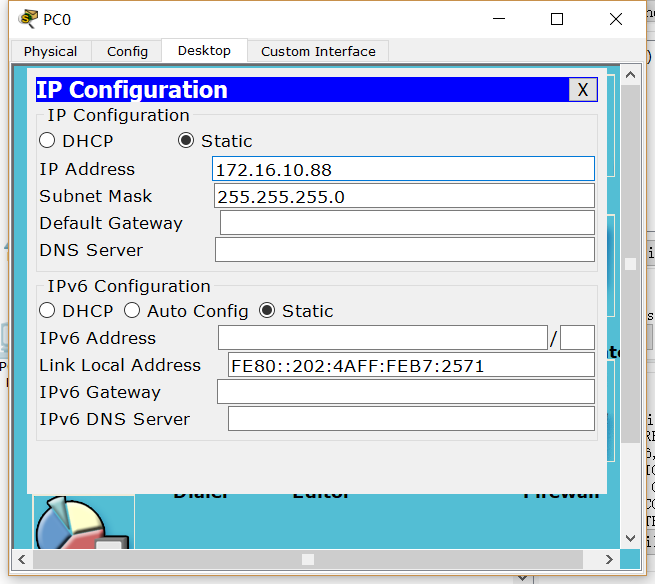 PC0
Physical Config Desktop Custom Interface
IP Configuration X
IP Configuration
DHCP Static
IP Address 172.16.10.88
Subnet Mask 255.255.255.0
Default Gateway
DNS Server
IPv6 Configuration
DHCP Auto Config Static
IPv6 Address /
Link Local Address FE80::202:4AFF:FEB7:2571
IPv6 Gateway
IPv6 DNS Server
Dialer Editor Firewall